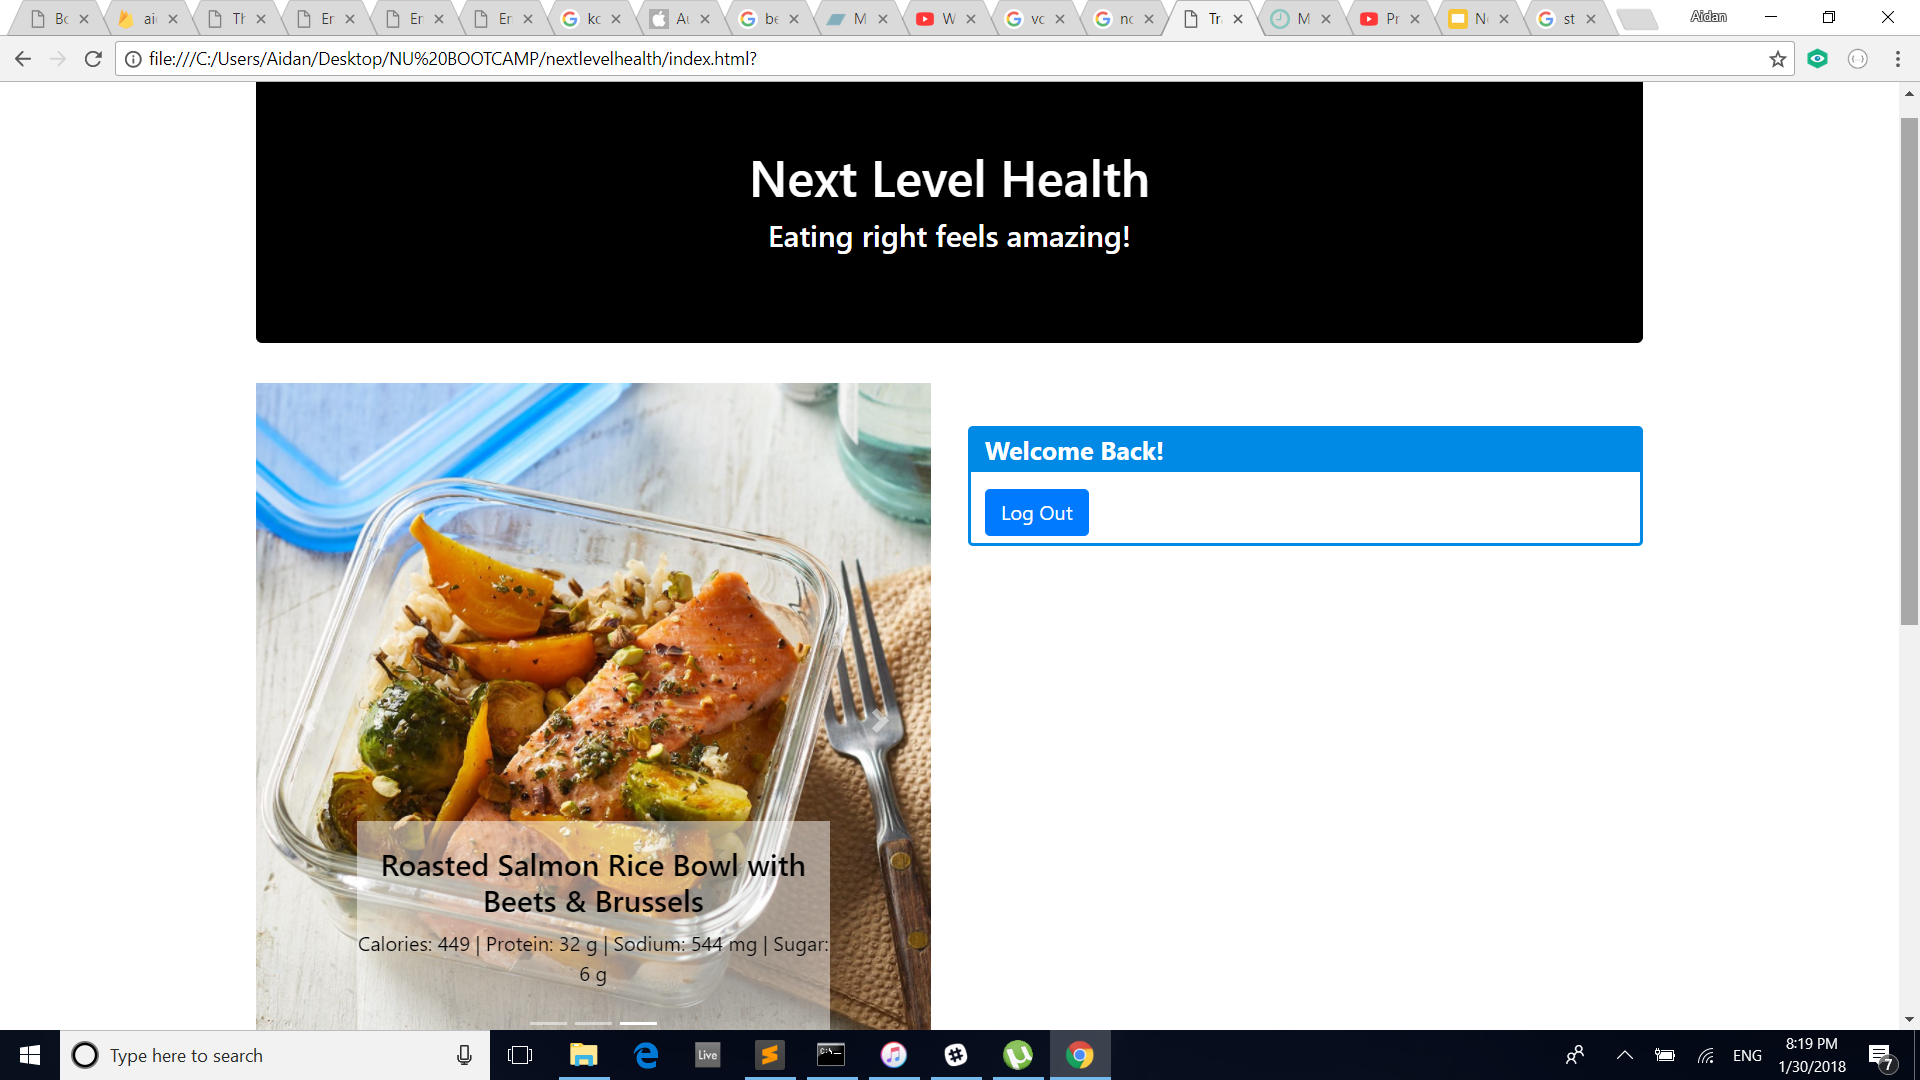 Bc
aic
Th
Er
Er
Er
kc
Au
be
M
W
vc
nc
Tr
M
Pr
N
st
Aidan
file:///C:/Users/Aidan/Desktop/NU%20BOOTCAMP/nextlevelhealth/index.html?
Next Level Health
Eating right feels amazing!
Welcome Back!
Log Out
Roasted Salmon Rice Bowl with
Beets & Brussels
Calories: 449 | Protein: 32 g | Sodium: 544 mg | Sugar:
6 g
Type here to search
Live
C:\_
ENG
8:19 PM
1/30/2018
7